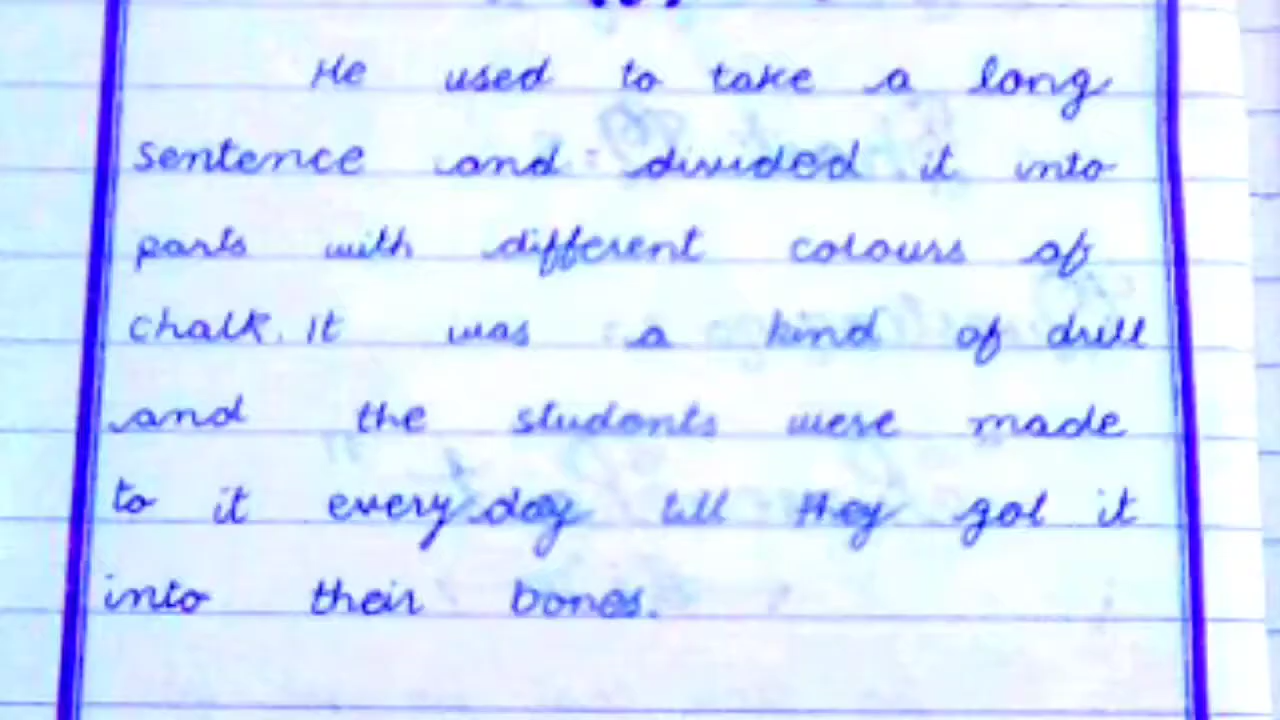 He used to take a long
sentence and divided it into
parts with different colours of
chalk. It was a kind of drill
and the students were made
to it every day till they got it
into their bones.